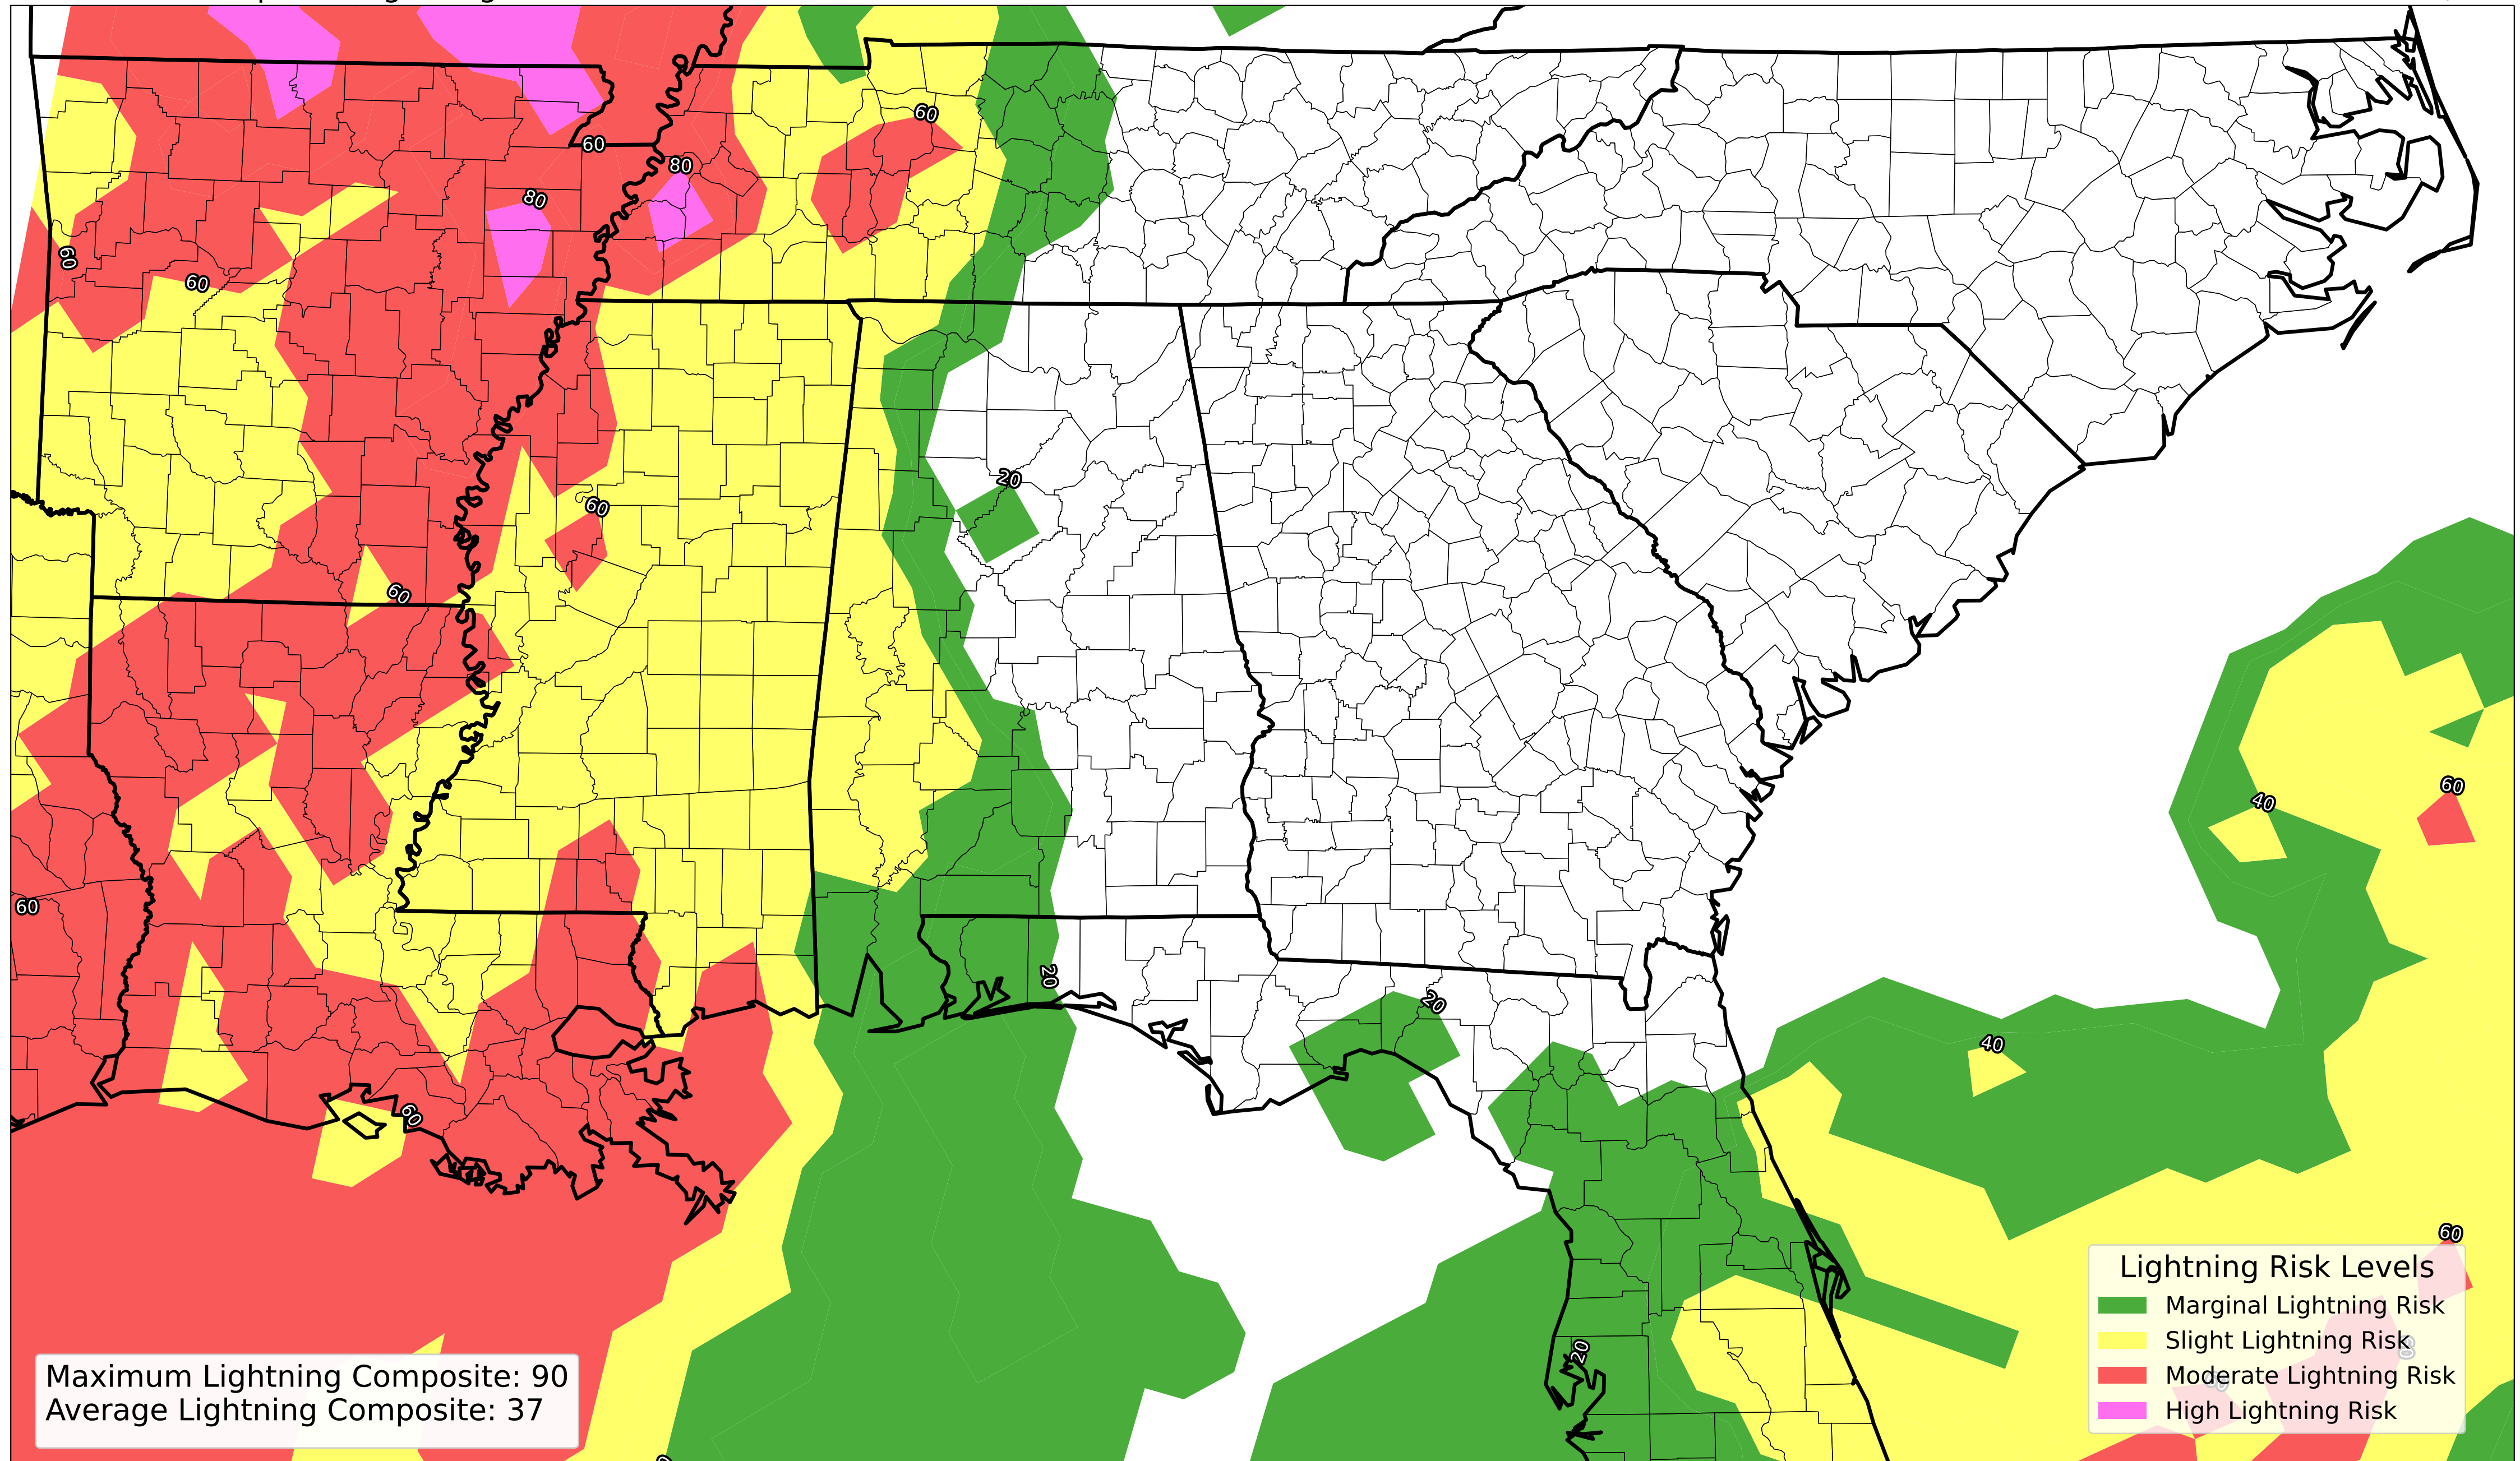 60
60
80
80
60
60
60
20
60
60
60
40
60
20
20
40
60
60
20
Lightning Risk Levels
Marginal Lightning Risk
Slight Lightning Risk
Moderate Lightning Risk
High Lightning Risk
Maximum Lightning Composite: 90
Average Lightning Composite: 37